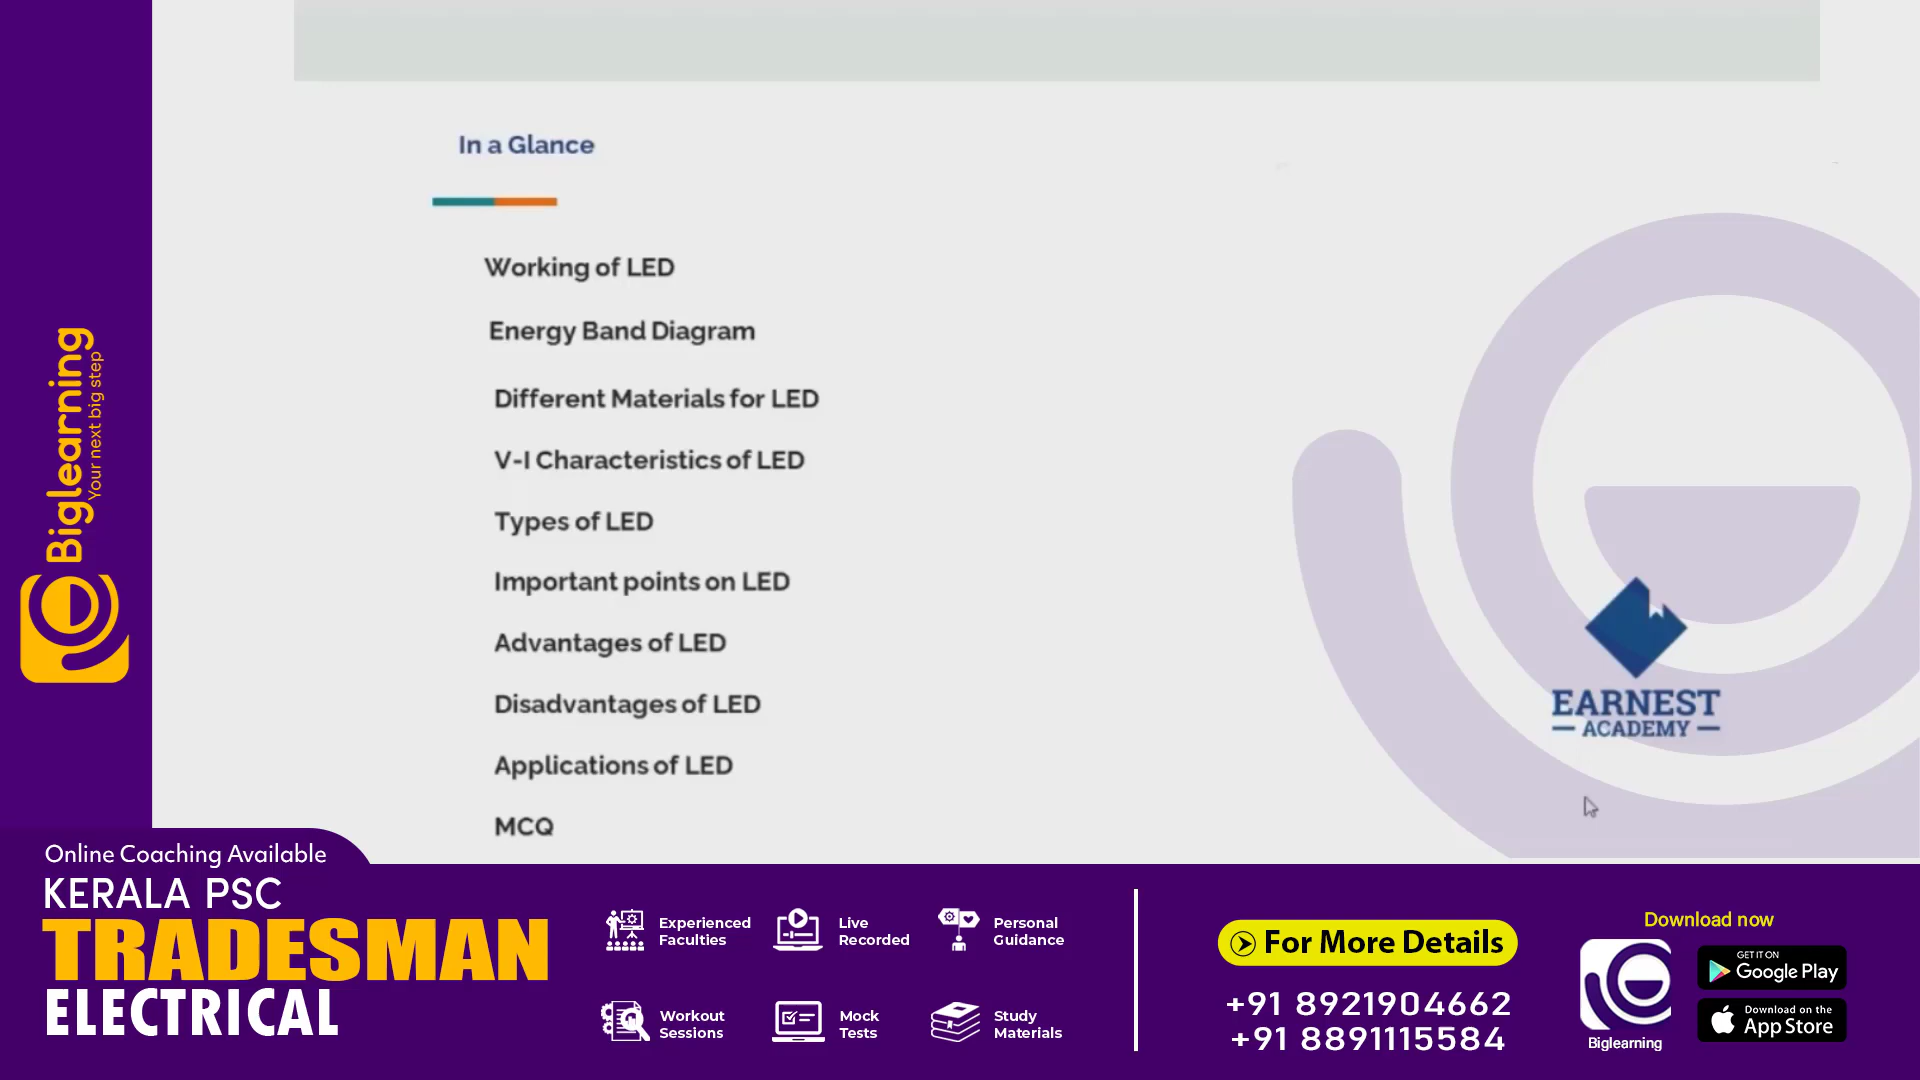 In a Glance
Working of LED
Energy Band Diagram
Different Materials for LED
V-I Characteristics of LED
Types of LED
Important points on LED
Advantages of LED
Disadvantages of LED
Applications of LED
MCQ
EARNEST
ACADEMY
Biglearning
Your next big step
Online Coaching Available
KERALA PSC
TRADESMAN
ELECTRICAL
Experienced
Faculties
Live
Recorded
Personal
Guidance
Workout
Sessions
Mock
Tests
Study
Materials
For More Details
+91 8921904662
+91 8891115584
Download now
Biglearning
GET IT ON
Google Play
Download on the
App Store